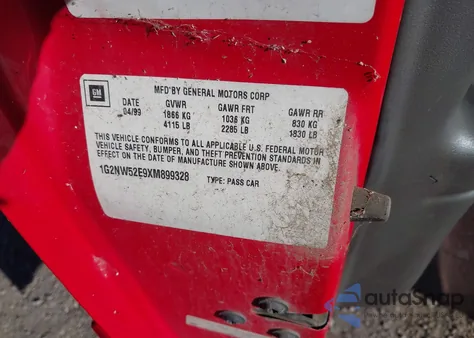 GM
MFD'BY GENERAL MOTORS CORP
DATE GVWR GAWR FRT GAWR RR
04/99 1866 KG 1036 KG 830 KG
4115 LB 2285 LB 1830 LB
THIS VEHICLE CONFORMS TO ALL APPLICABLE U.S. FEDERAL MOTOR
VEHICLE SAFETY, BUMPER, AND THEFT PREVENTION STANDARDS IN
EFFECT ON THE DATE OF MANUFACTURE SHOWN ABOVE.
1G2NW52E9XM899328 TYPE: PASS CAR
autosnap